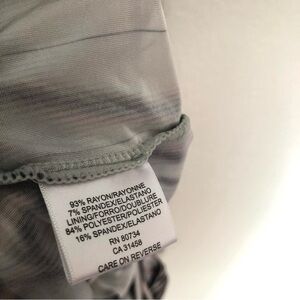 93% RAYON/RAYONNE
7% SPANDEX/ELASTANO
LINING/FORRO/DOUBLURE
84% POLYESTER/POLIESTER
16% SPANDEX/ELASTANO
RN 80734
CA 31458
CARE ON REVERSE